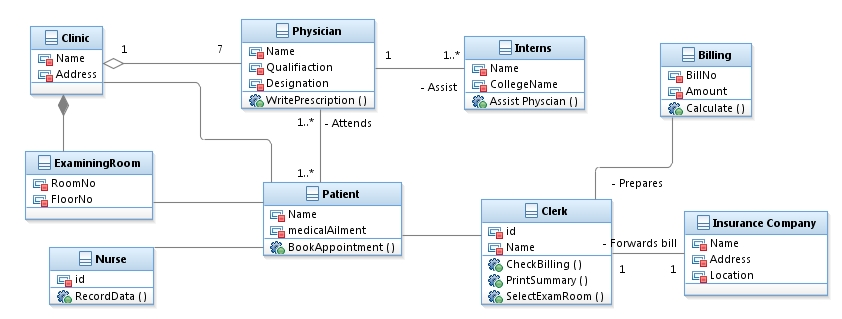 Clinic
Name
Address
1
7
Physician
Name
Qualifiaction
Designation
WritePrescription ( )
1
1..*
- Assist
Interns
Name
CollegeName
Assist Physcian ( )
Billing
BillNo
Amount
Calculate ( )
1..*
- Attends
1..*
ExaminingRoom
RoomNo
FloorNo
Patient
Name
medicalAilment
BookAppointment ( )
- Prepares
Clerk
id
Name
CheckBilling ( )
PrintSummary ( )
SelectExamRoom ( )
- Forwards bill
1
1
Insurance Company
Name
Address
Location
Nurse
id
RecordData ( )